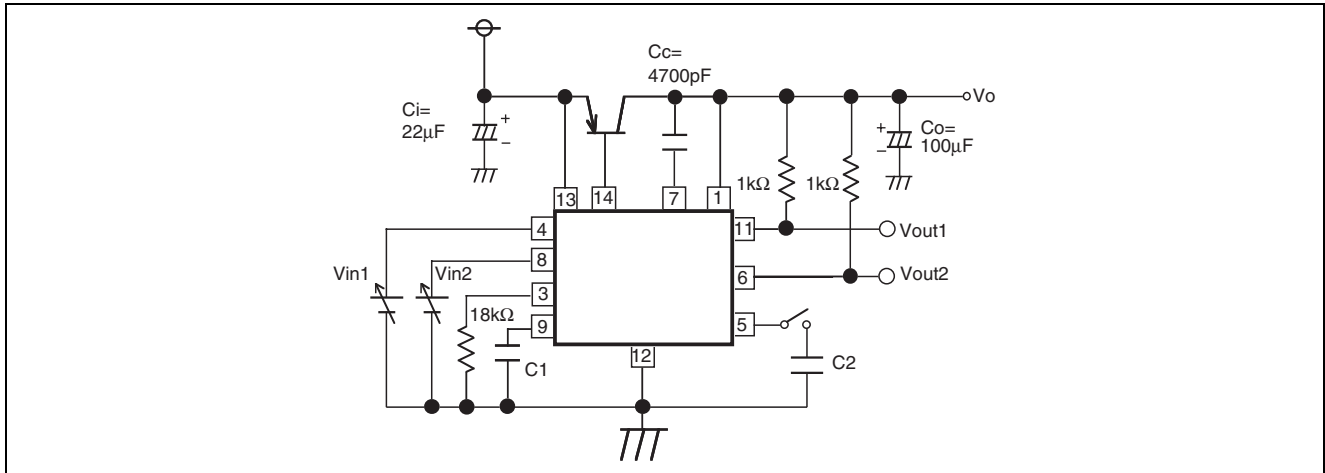 Cc=
4700pF
Ci=
22μF
+
−
Vo
+
−
Co=
100μF
1kΩ
1kΩ
13
14
7
1
4
11
Vout1
8
Vin1
Vin2
6
Vout2
3
18kΩ
9
5
12
C1
C2